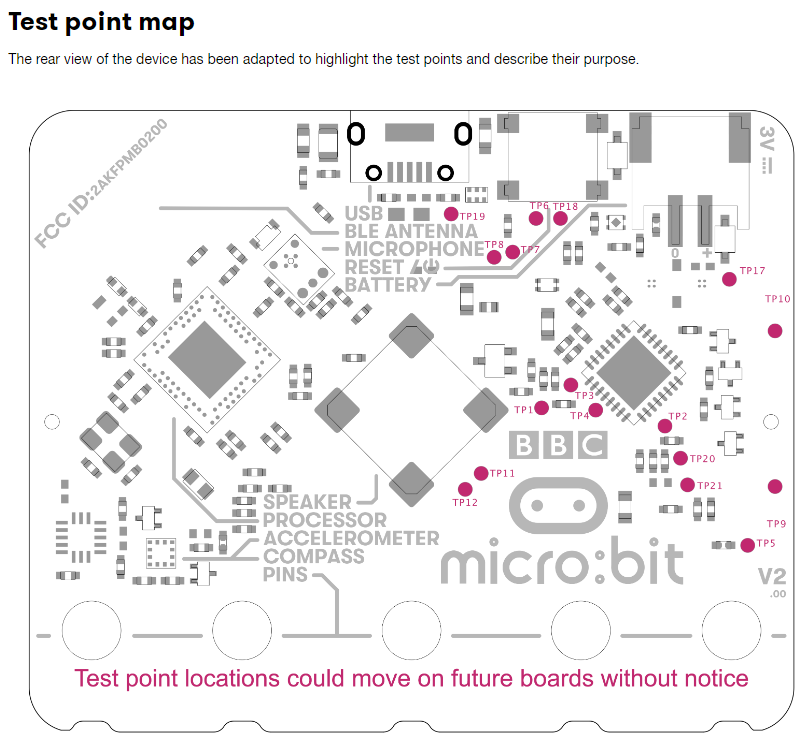 Test point map
The rear view of the device has been adapted to highlight the test points and describe their purpose.
FCC ID:2AKFPMB0200
3V
USB
TP19
TP6 TP18
BLE ANTENNA
MICROPHONE
TP8 TP7
RESET
BATTERY
0 +
TP17
TP10
TP3
TP1
TP4
TP2
BBC
TP20
TP11
TP21
TP12
SPEAKER
PROCESSOR
TP9
ACCELEROMETER
TP5
COMPASS
micro:bit
PINS
V2
.00
Test point locations could move on future boards without notice